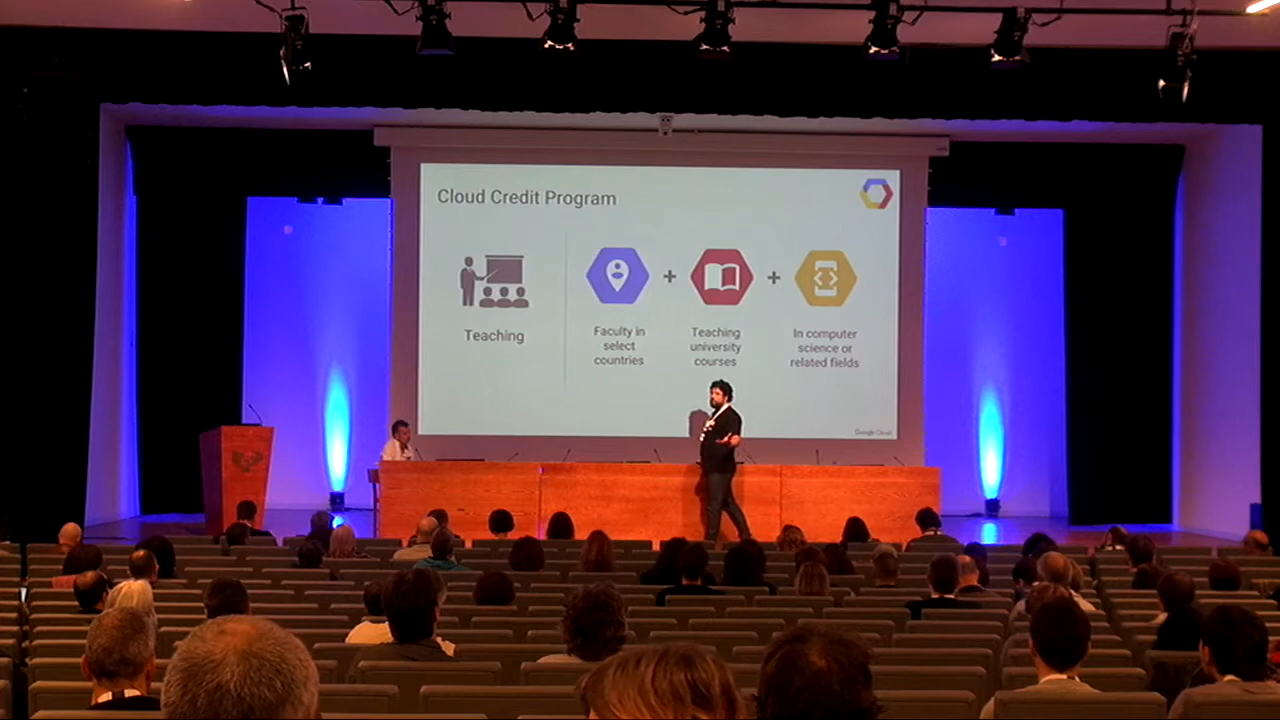 Cloud Credit Program
Teaching
Faculty in
select
countries
+
Teaching
university
courses
+
In computer
science or
related fields
Google Cloud